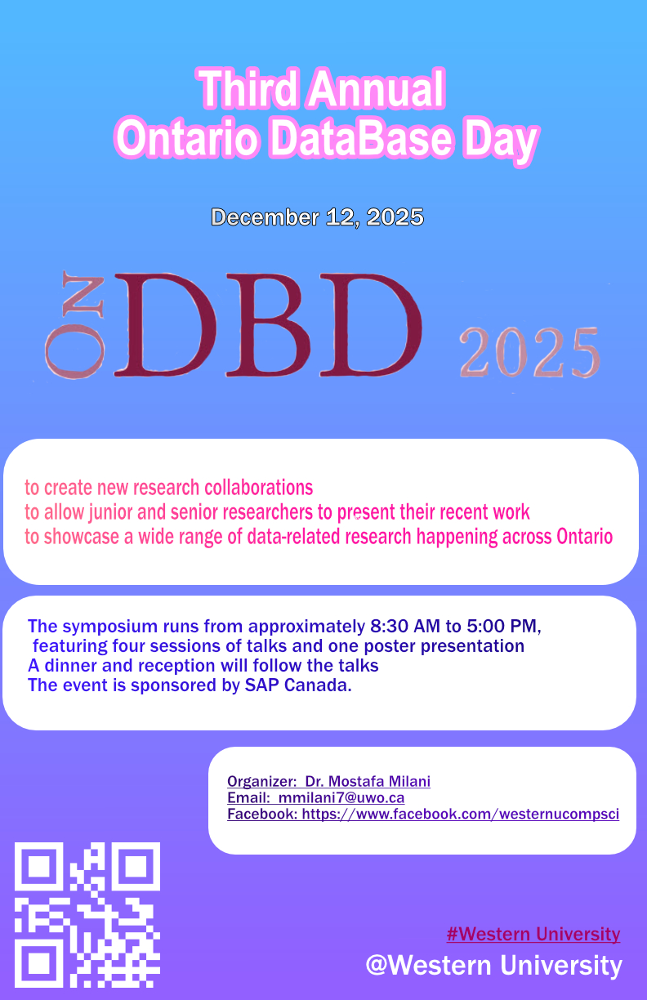 Third Annual
Ontario DataBase Day
December 12, 2025
ON DBD 2025
to create new research collaborations
to allow junior and senior researchers to present their recent work
to showcase a wide range of data-related research happening across Ontario
The symposium runs from approximately 8:30 AM to 5:00 PM,
featuring four sessions of talks and one poster presentation
A dinner and reception will follow the talks
The event is sponsored by SAP Canada.
Organizer: Dr. Mostafa Milani
Email: mmilani7@uwo.ca
Facebook: https://www.facebook.com/westernucompsci
#Western University
@Western University